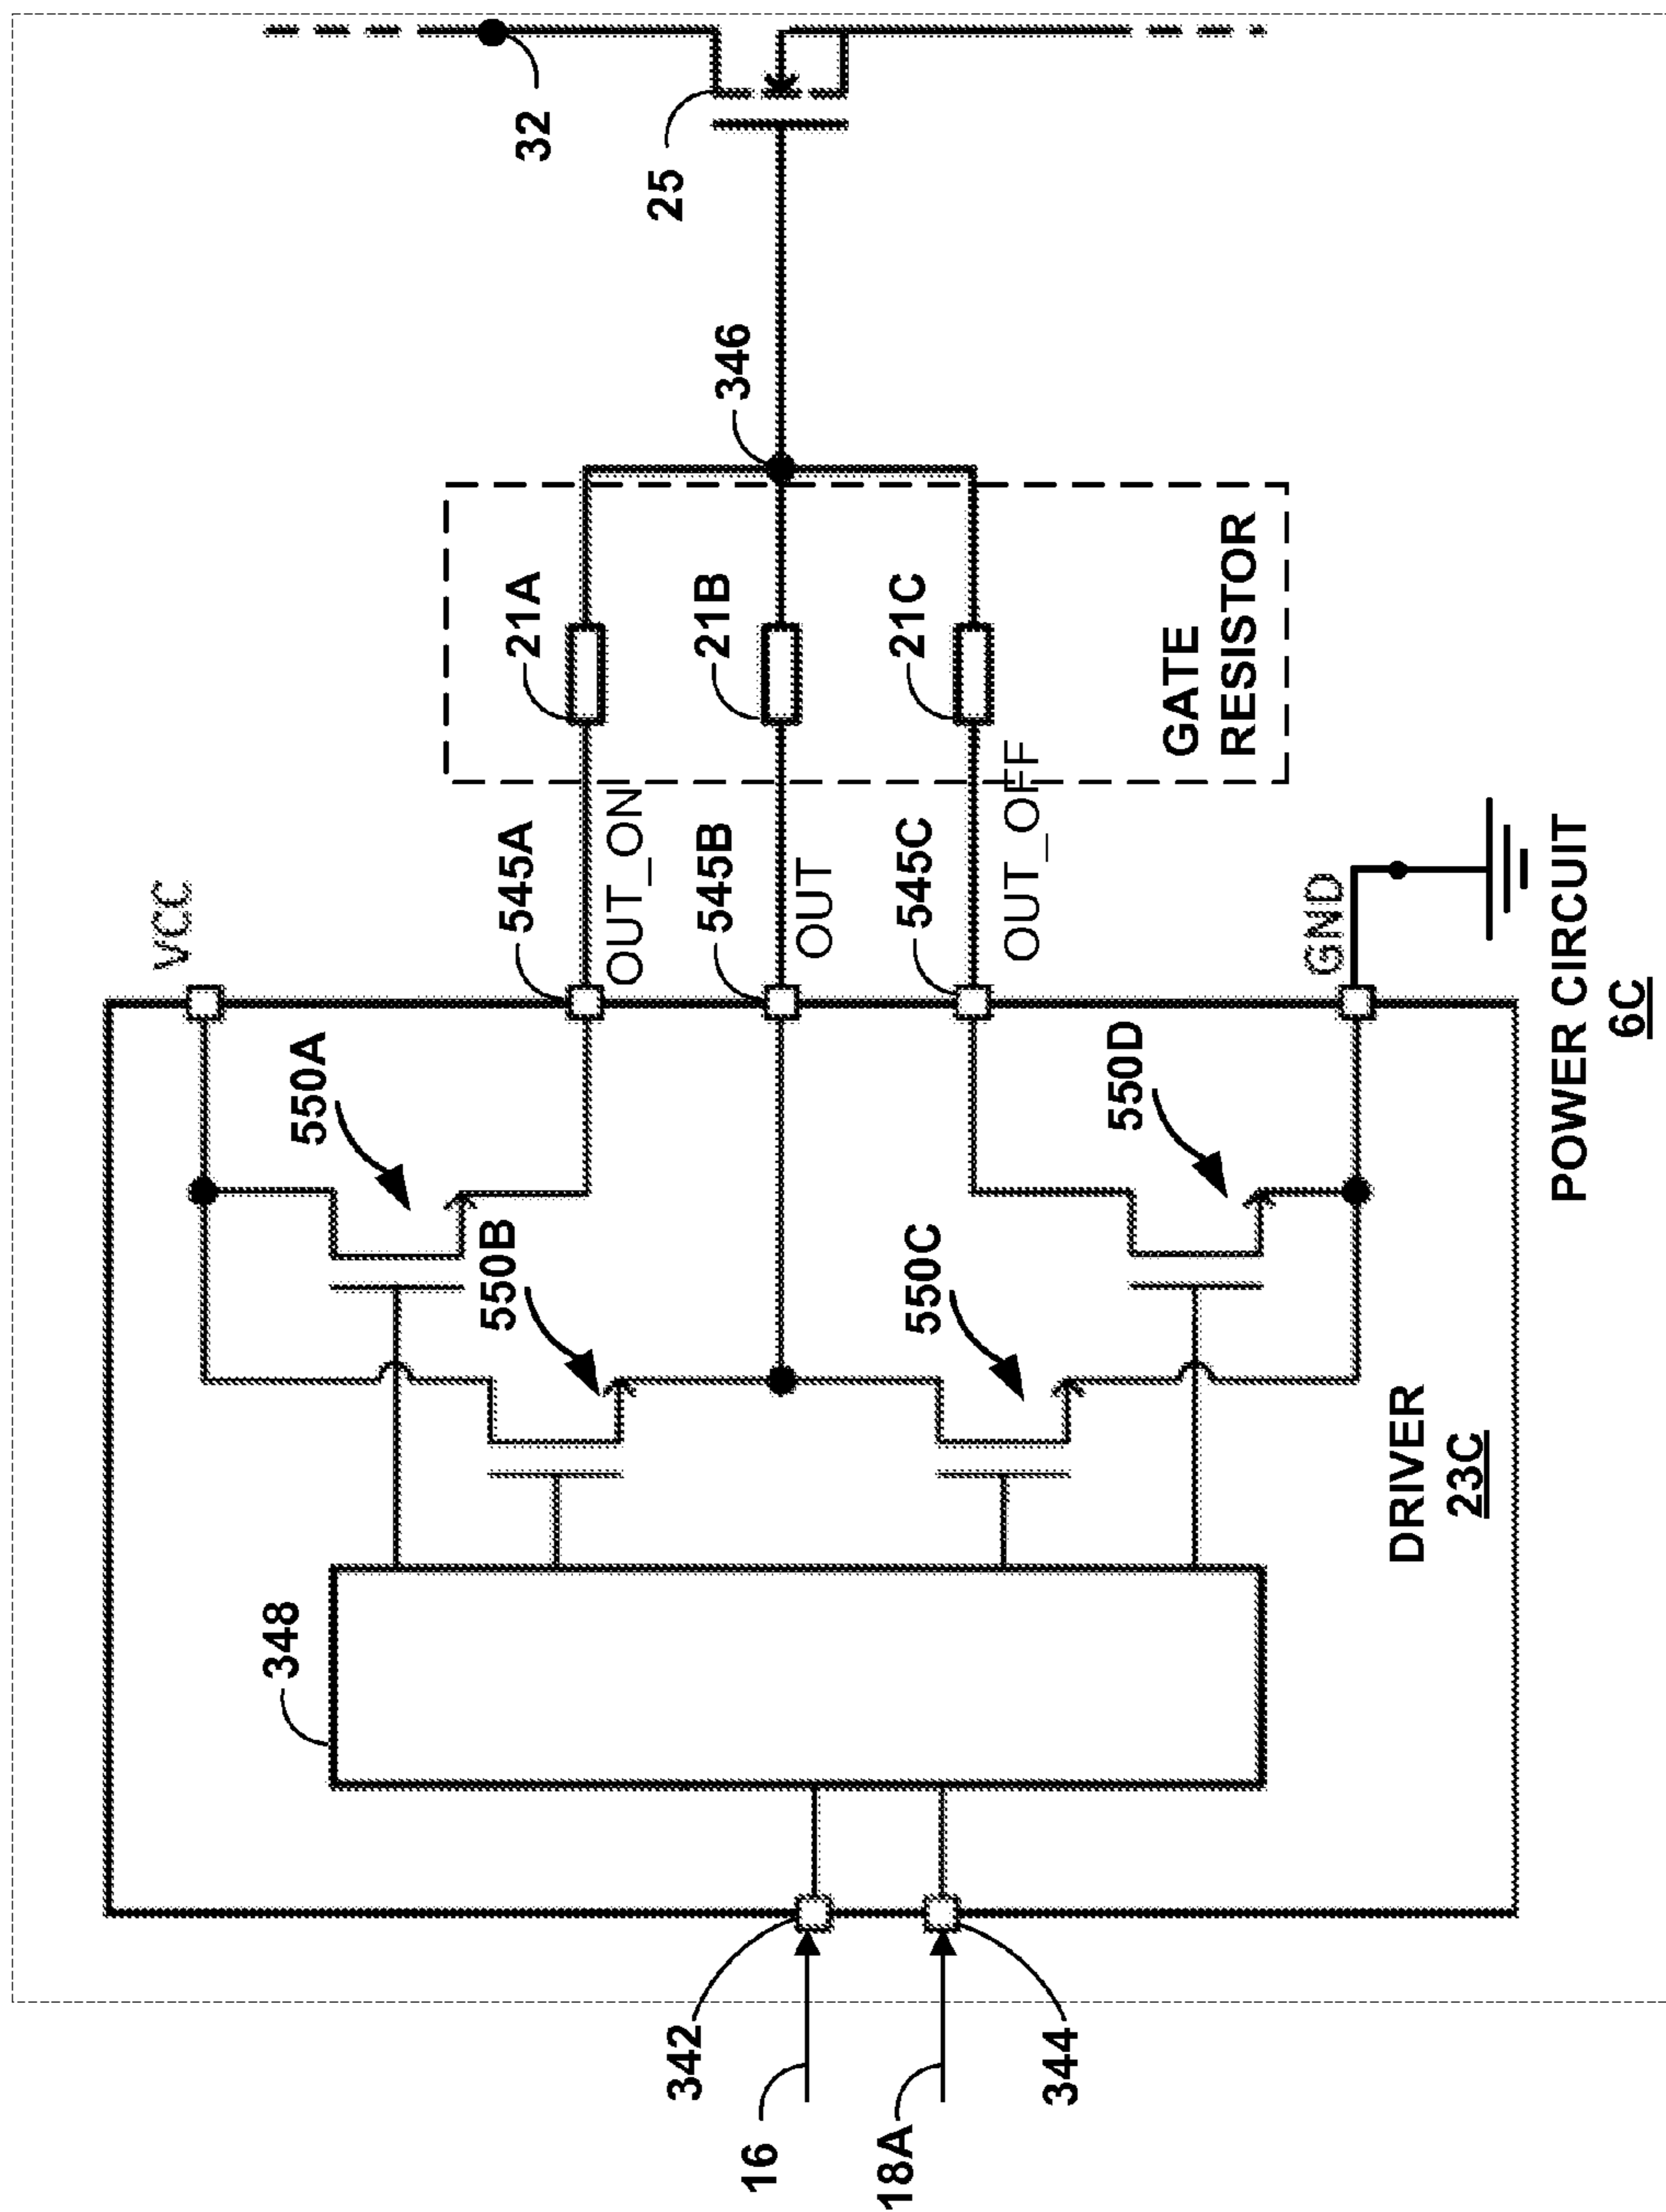 32
25
346
21A
21B
21C
GATE
RESISTOR
VCC
545A
OUT_ON
545B
OUT
545C
OUT_OFF
GND
550A
550B
550C
550D
348
DRIVER
23C
POWER CIRCUIT
6C
342
16
18A
344